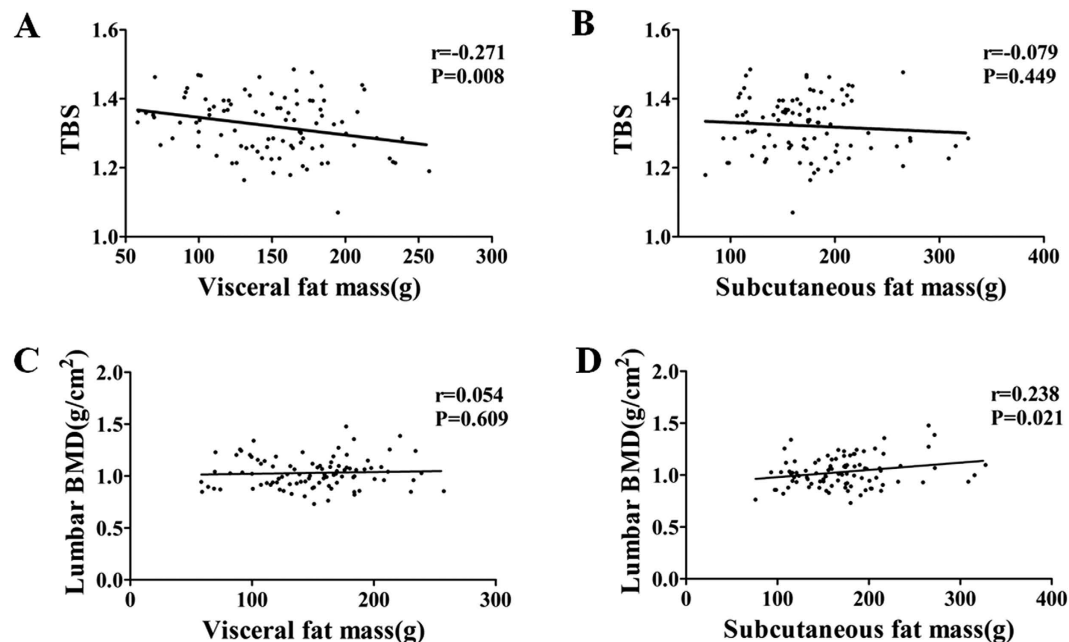 A
r=-0.271
P=0.008
TBS
1.6
1.4
1.2
1.0
50 100 150 200 250 300
Visceral fat mass(g)
B
r=-0.079
P=0.449
TBS
1.6
1.4
1.2
1.0
100 200 300 400
Subcutaneous fat mass(g)
C
r=0.054
P=0.609
Lumbar BMD(g/cm²)
2.0
1.5
1.0
0.5
0.0
0 100 200 300
Visceral fat mass(g)
D
r=0.238
P=0.021
Lumbar BMD(g/cm²)
2.0
1.5
1.0
0.5
0.0
0 100 200 300 400
Subcutaneous fat mass(g)